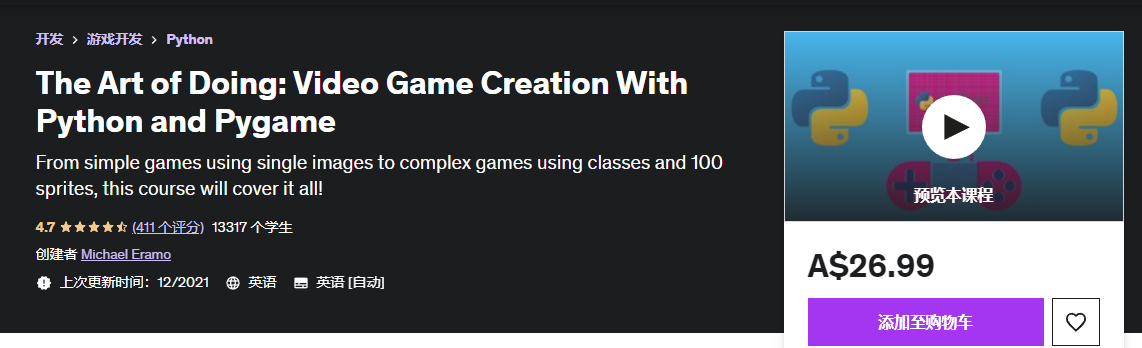 开发 > 游戏开发 > Python
The Art of Doing: Video Game Creation With
Python and Pygame
From simple games using single images to complex games using classes and 100
sprites, this course will cover it all!
4.7 (411 个评分) 13317 个学生
创建者 Michael Eramo
上次更新时间：12/2021 英语 英语 [自动]
预览本课程
A$26.99
添加至购物车